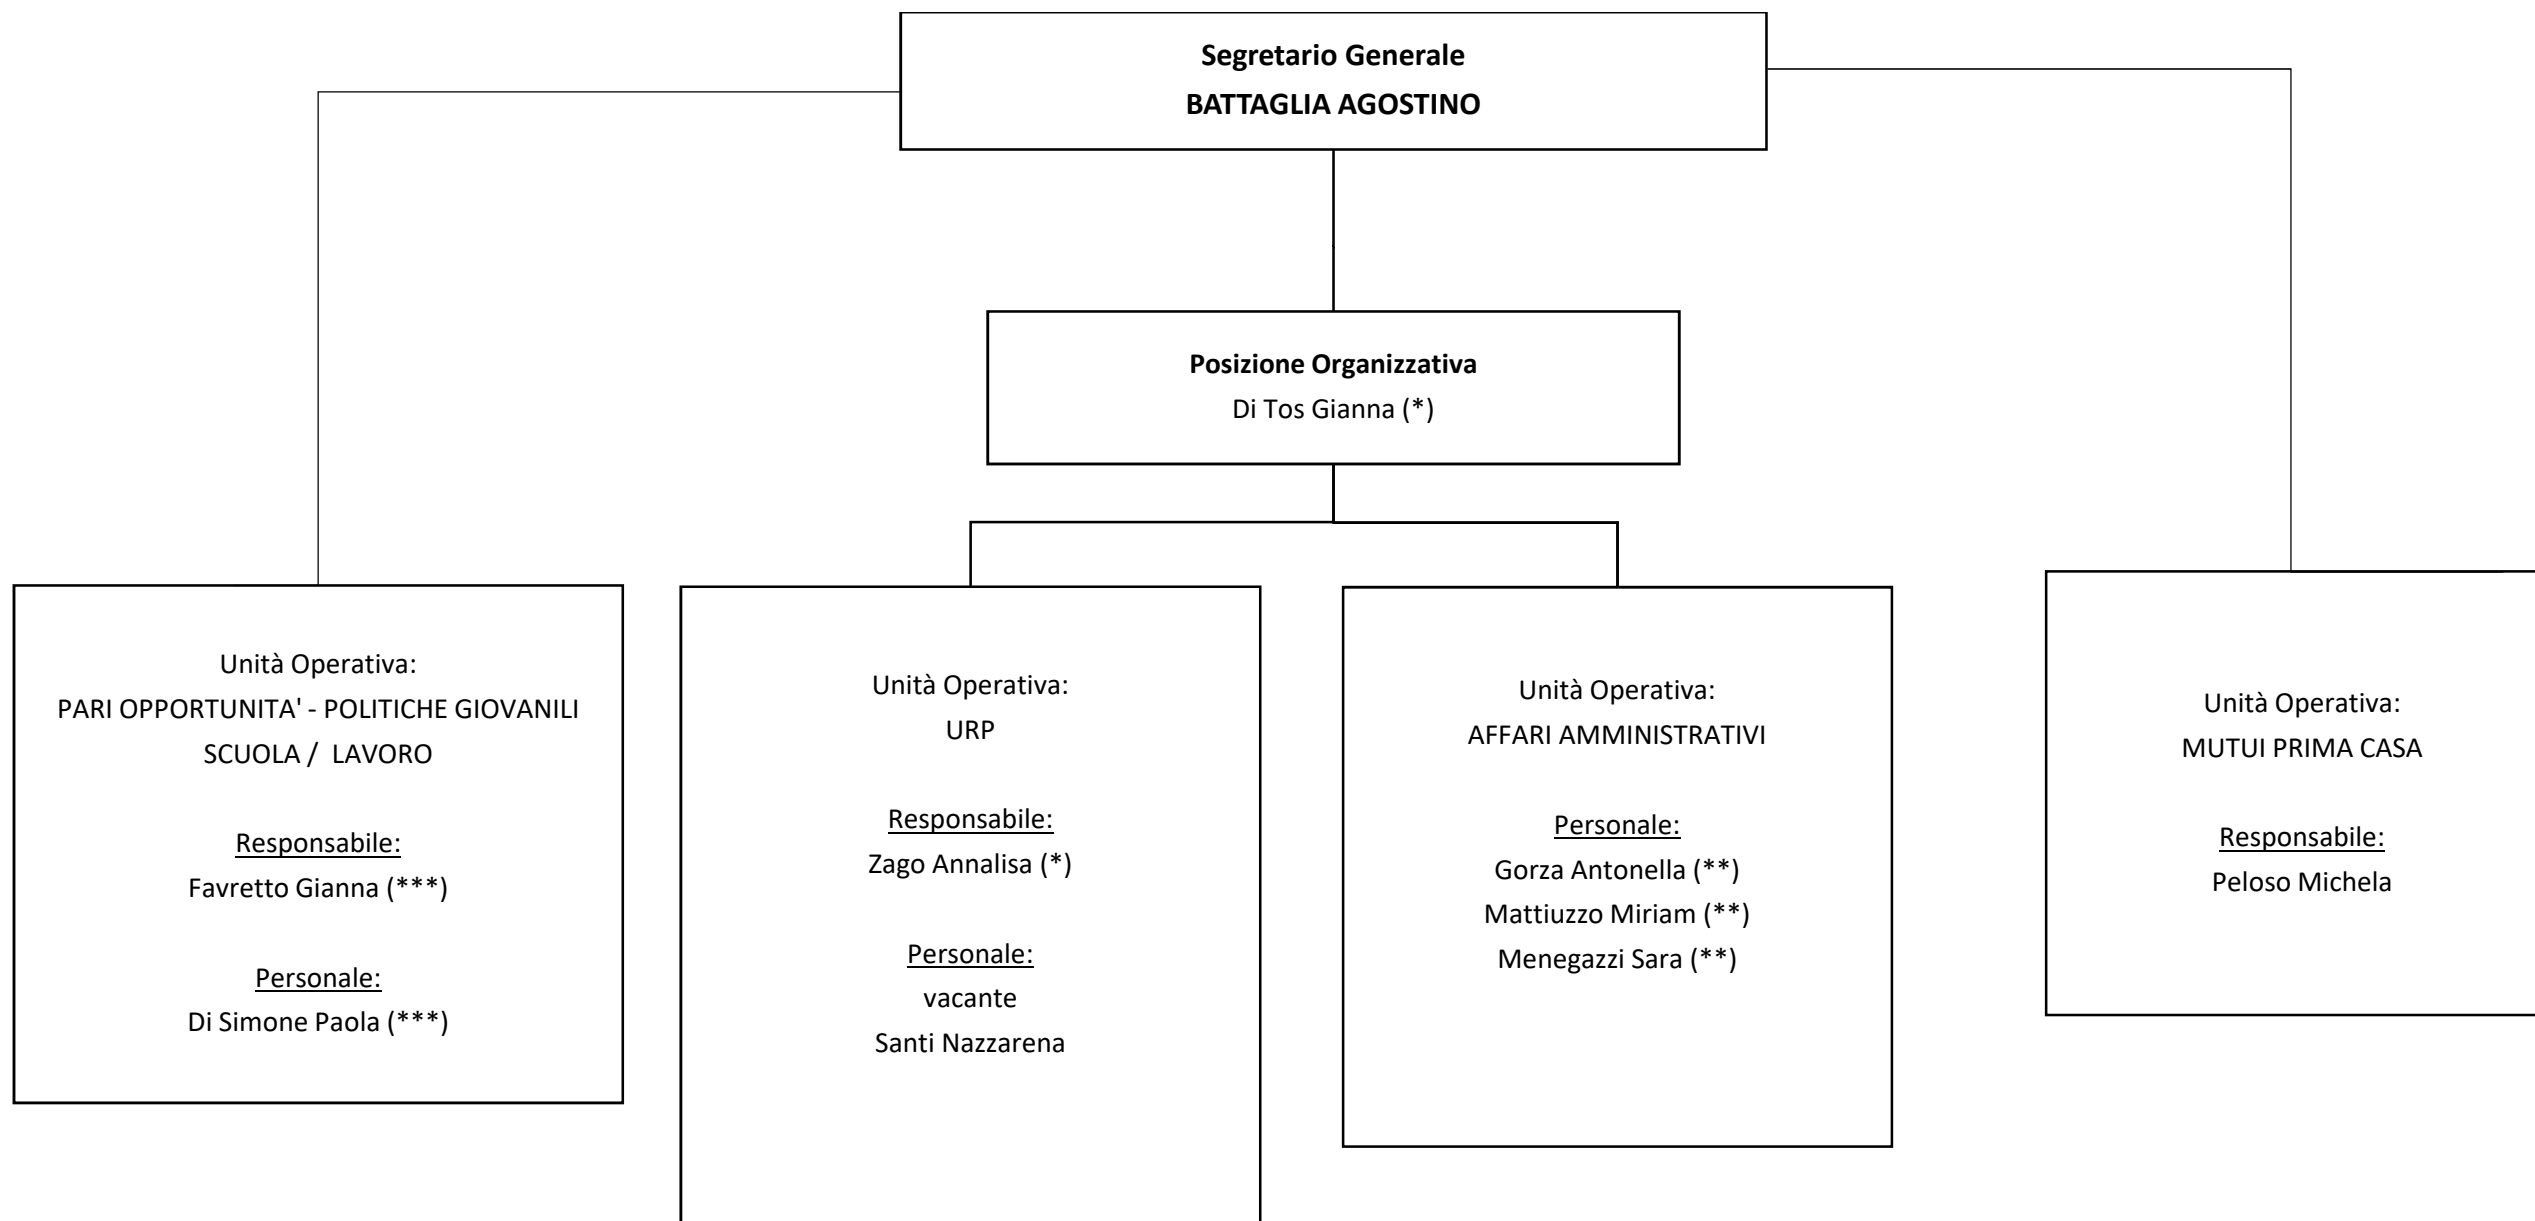 Segretario Generale
BATTAGLIA AGOSTINO
Posizione Organizzativa
Di Tos Gianna (*)
Unità Operativa:
PARI OPPORTUNITA' - POLITICHE GIOVANILI
SCUOLA /  LAVORO
Responsabile:
Favretto Gianna (***)
Personale:
Di Simone Paola (***)
Unità Operativa:
URP
Responsabile:
Zago Annalisa (*)
Personale:
vacante
Santi Nazzarena
Unità Operativa:
AFFARI AMMINISTRATIVI
Personale:
Gorza Antonella (**)
Mattiuzzo Miriam (**)
Menegazzi Sara (**)
Unità Operativa:
MUTUI PRIMA CASA
Responsabile:
Peloso Michela